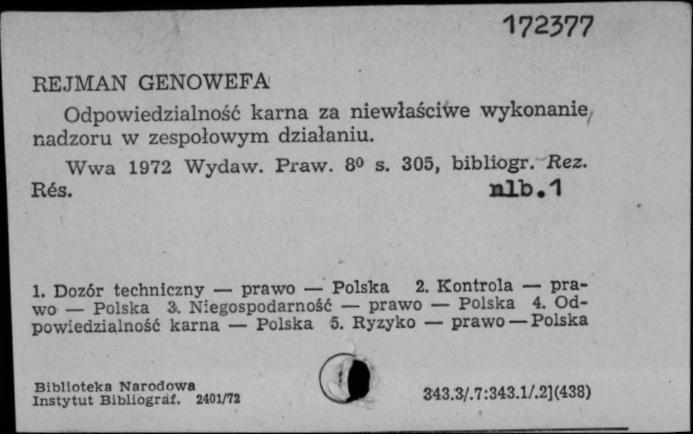 172377
REJMAN GENOWEFA
Odpowiedzialność karna za niewłaściwe wykonanie
nadzoru w zespołowym działaniu.
Wwa 1972 Wydaw. Praw. 8⁰ s. 305, bibliogr. Rez.
Rés. nlb.1
1. Dozór techniczny — prawo — Polska 2. Kontrola — pra-
wo — Polska 3. Niegospodarność — prawo — Polska 4. Od-
powiedzialność karna — Polska 5. Ryzyko — prawo — Polska
Biblioteka Narodowa
Instytut Bibliograf. 2401/72
343.3/.7:343.1/.2](438)